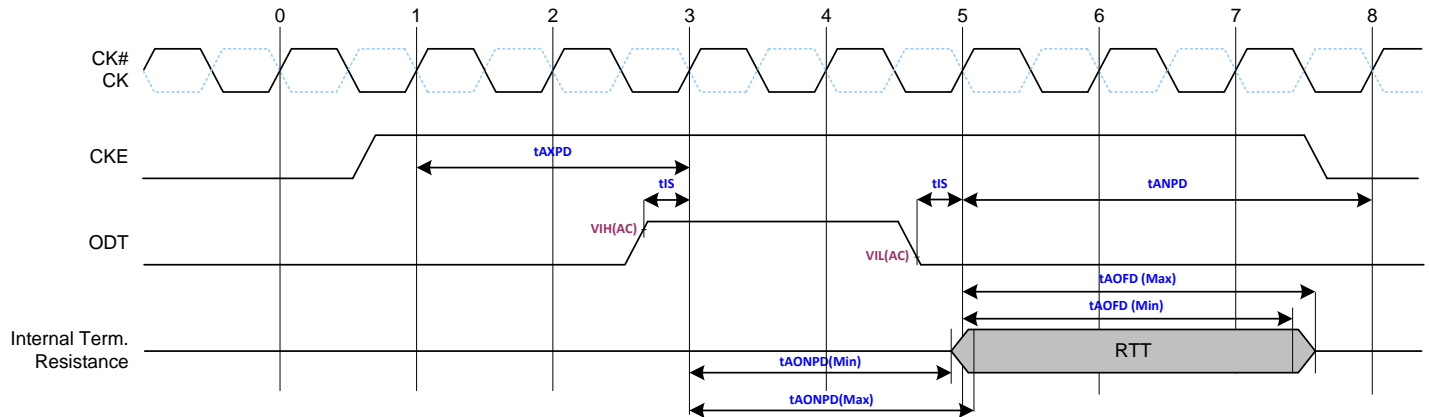 0 1 2 3 4 5 6 7 8
CK#
CK
CKE
tAXPD
tIS
tIS
tANPD
VIH(AC)
ODT
VIL(AC)
tAOFD (Max)
tAOFD (Min)
Internal Term.
Resistance
RTT
tAONPD(Min)
tAONPD(Max)